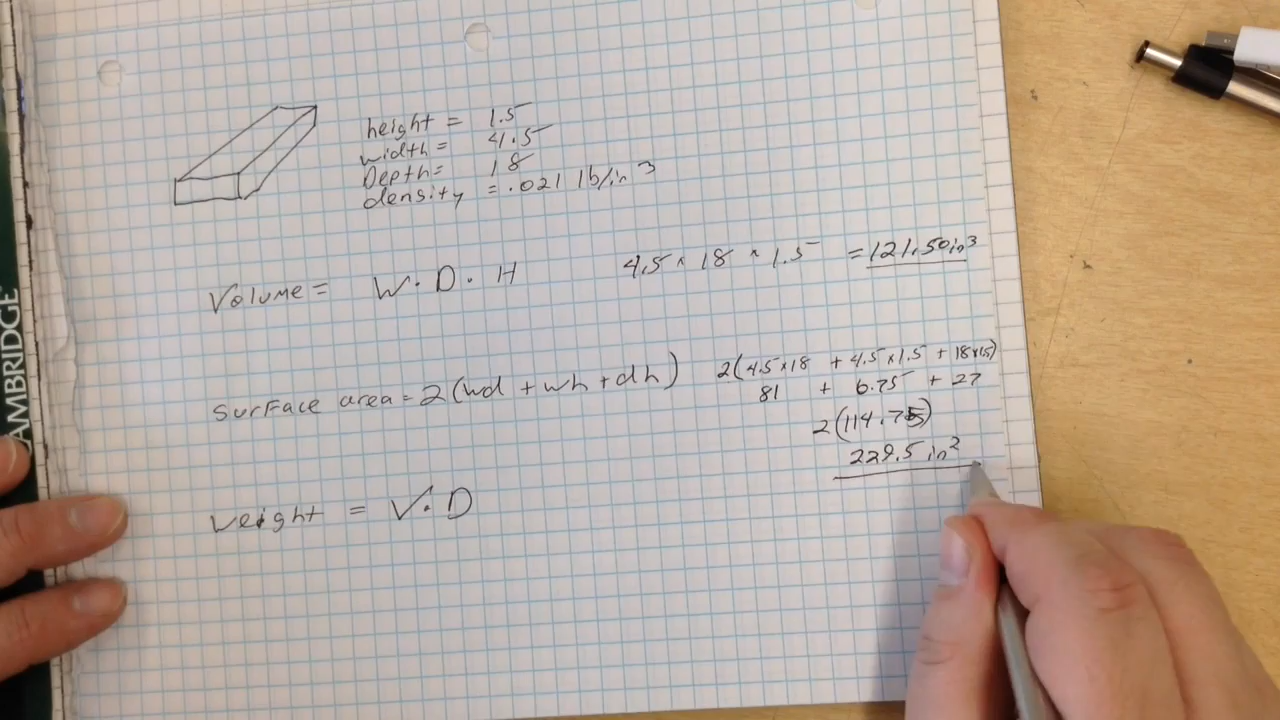 height = 1.5
width = 4.5
Depth = 18
density = .021 lb/in³
Volume = W · D · H
4.5 × 18 × 1.5 = 121.50in³
surface area = 2(wd + wh + dh)
2(4.5×18 + 4.5×1.5 + 18×1.5)
81 + 6.75 + 27
2(114.75)
229.5 in²
weight = V · D
AMBRIDGE